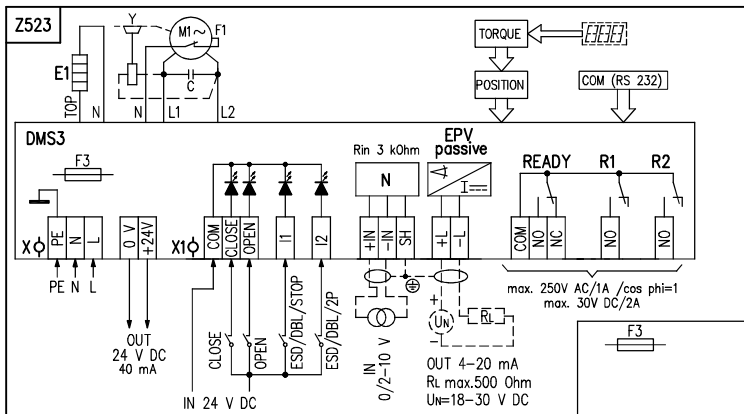 Z523
Y
M1~
F1
E1
C
TOP
N
N
L1
L2
TORQUE
POSITION
COM (RS 232)
DMS3
F3
Rin 3 kOhm
N
EPV
passive
I
READY
R1
R2
X
PE
N
L
0 V
+24V
X1
COM
CLOSE
OPEN
I1
I2
+IN
-IN
SH
+L
-L
COM
NO
NC
NO
NO
PE N L
OUT
24 V DC
40 mA
CLOSE
OPEN
ESD/DBL/STOP
ESD/DBL/2P
IN 24 V DC
IN
0/2-10 V
+
UN
-
RL
OUT 4-20 mA
RL max.500 Ohm
UN=18-30 V DC
max. 250V AC/1A /cos phi=1
max. 30V DC/2A
F3